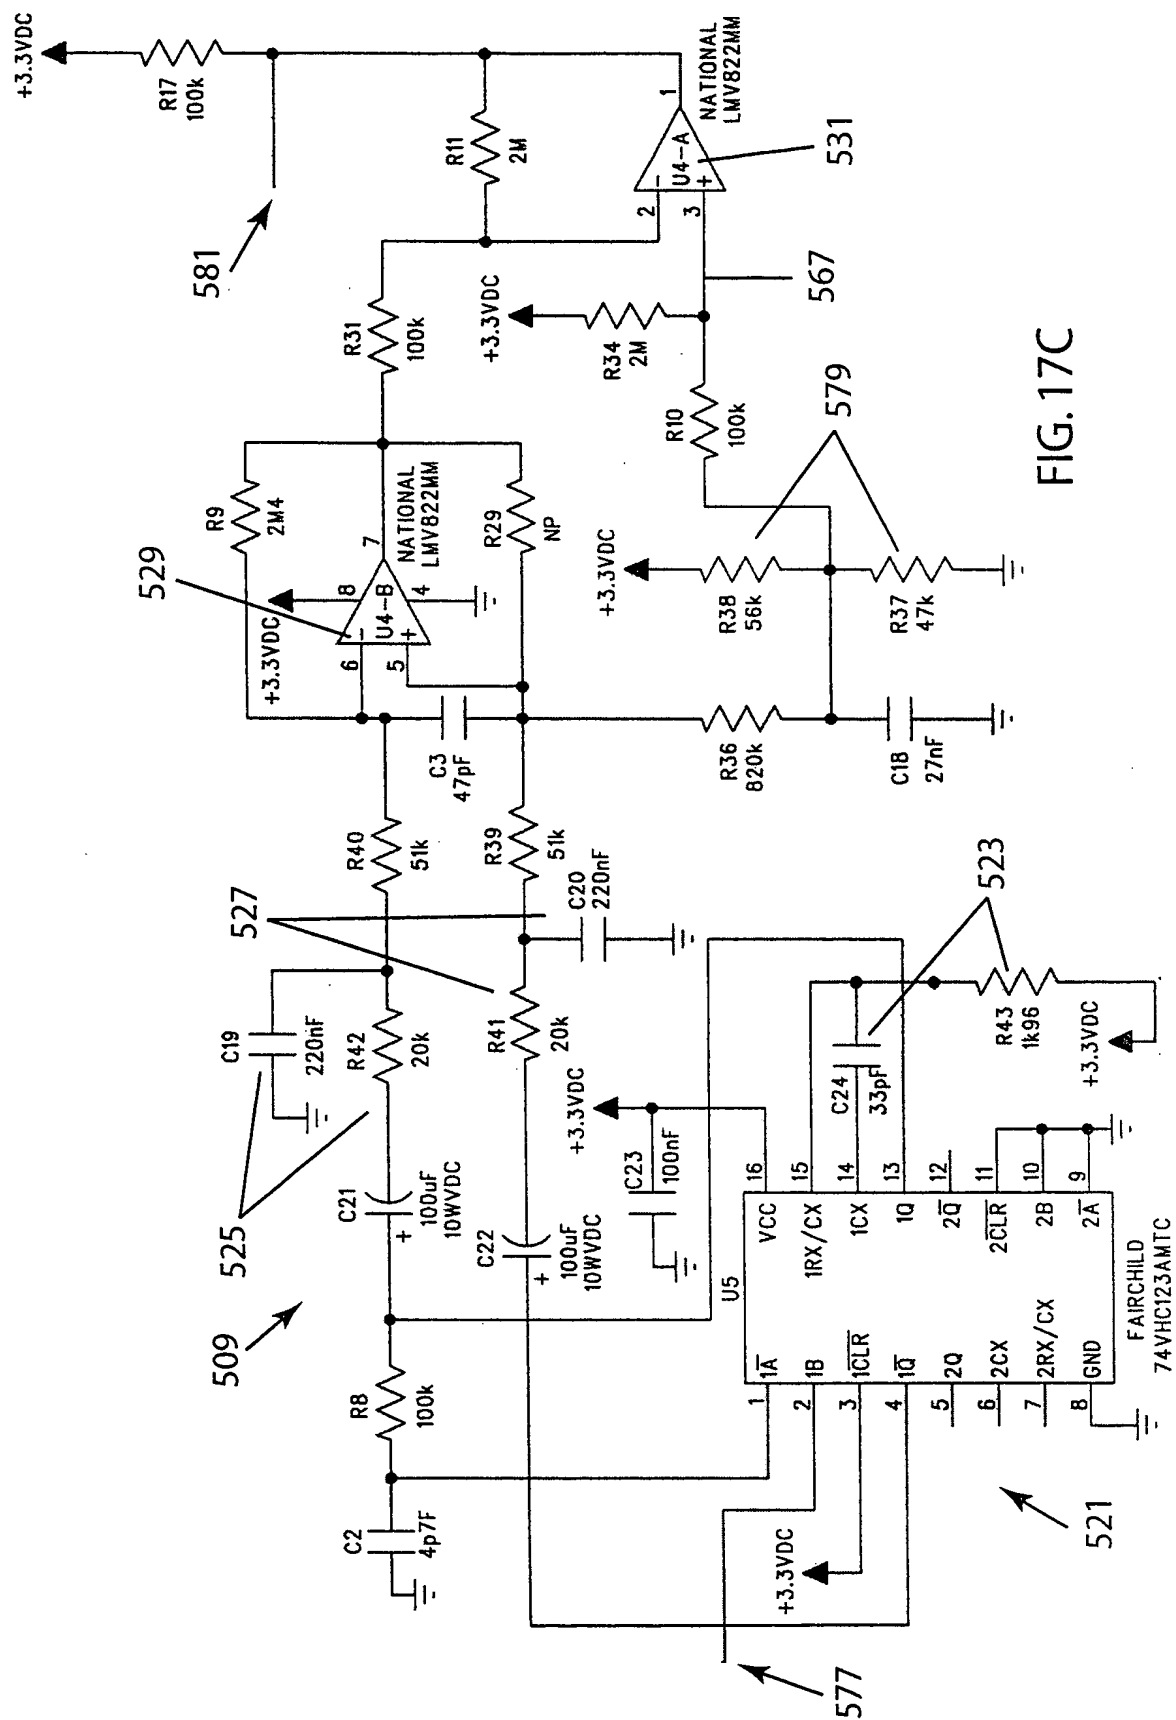 +3.3VDC
R17
100k
581
R11
2M
1
NATIONAL
LMV822MM
U4-A
−
+
2
3
531
567
R31
100k
+3.3VDC
R34
2M
R10
100k
579
529
R9
2M4
+3.3VDC
8
7
NATIONAL
LMV822MM
U4-B
−
+
6
5
4
R29
NP
+3.3VDC
R38
56k
R37
47k
C3
47pF
R36
820k
C18
27nF
527
R40
51k
R39
51k
C20
220nF
523
525
C19
220nF
R42
20k
R41
20k
+3.3VDC
C24
33pF
R43
1k96
+3.3VDC
509
C21
+
100uF
10WVDC
C22
+
100uF
10WVDC
C23
100nF
U5
16
15
14
13
12
11
10
9
VCC
1RX/CX
1CX
1Q
2Q̅
2C̅L̅R̅
2B
2A̅
1A̅
1B
1C̅L̅R̅
1Q̅
2Q
2CX
2RX/CX
GND
1
2
3
4
5
6
7
8
FAIRCHILD
74VHC123AMTC
R8
100k
C2
4p7F
+3.3VDC
521
577
FIG. 17C